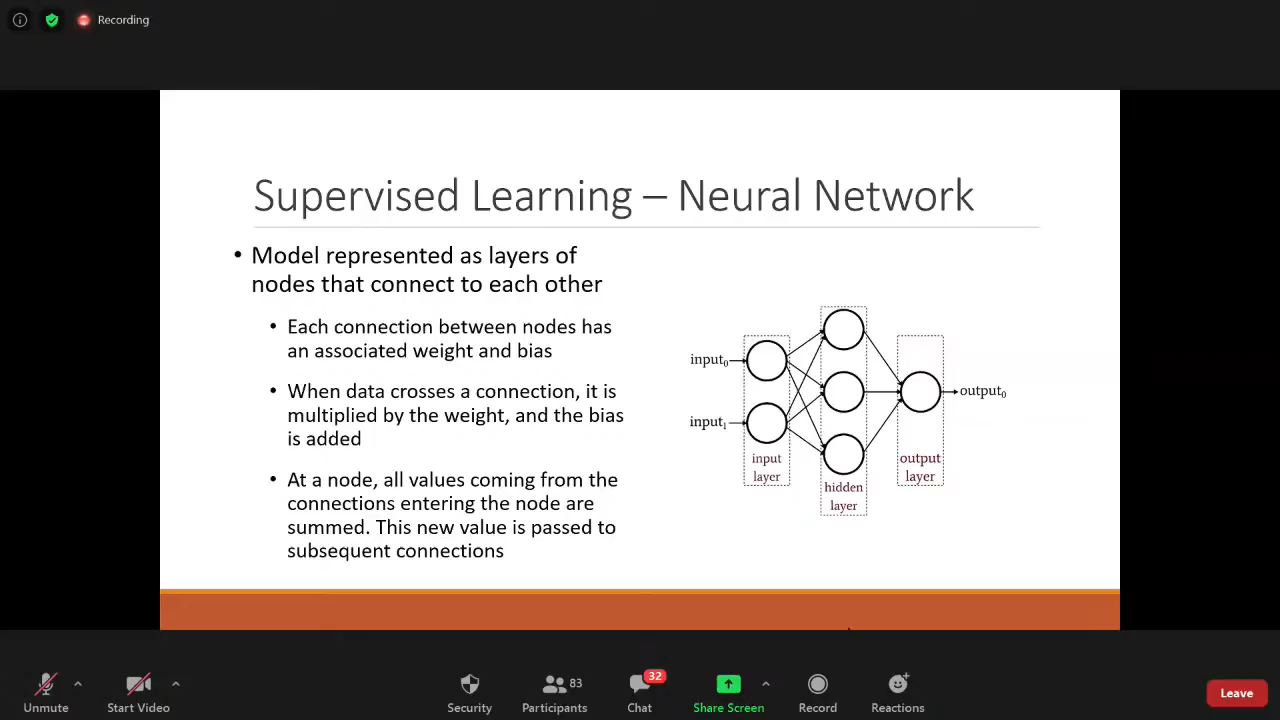 Recording
Supervised Learning – Neural Network
• Model represented as layers of
nodes that connect to each other
• Each connection between nodes has
an associated weight and bias
• When data crosses a connection, it is
multiplied by the weight, and the bias
is added
• At a node, all values coming from the
connections entering the node are
summed. This new value is passed to
subsequent connections
input₀
input₁
input
layer
hidden
layer
output
layer
output₀
Unmute
Start Video
Security
83
Participants
32
Chat
Share Screen
Record
Reactions
Leave